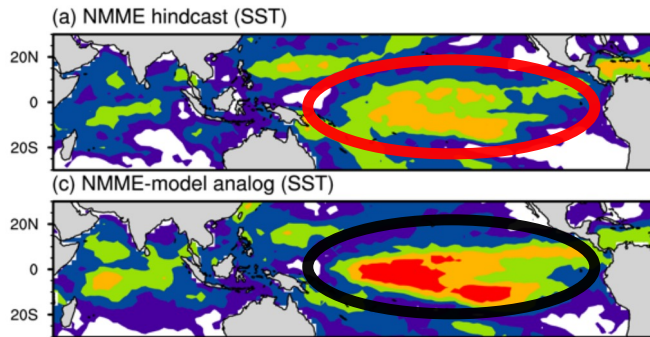 (a) NMME hindcast (SST)
20N
0
20S
(c) NMME-model analog (SST)
20N
0
20S